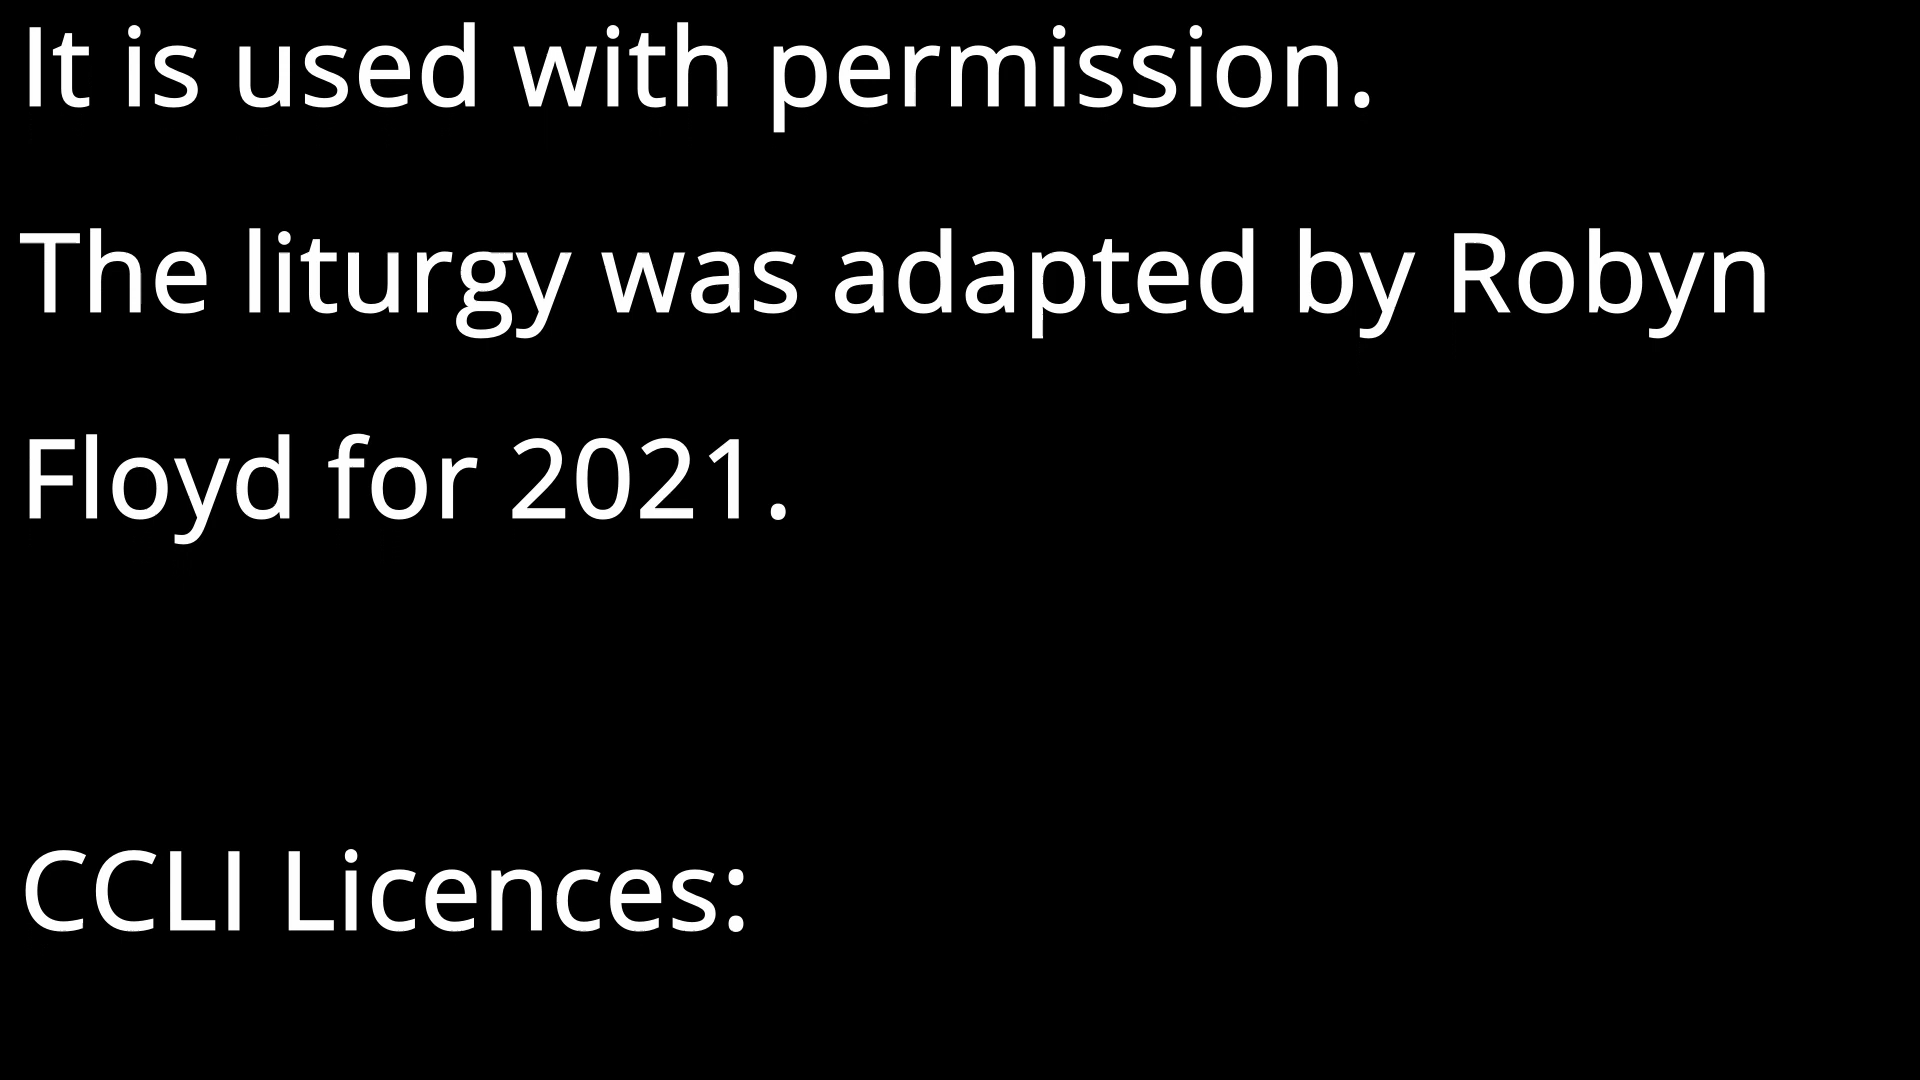 It is used with permission.
The liturgy was adapted by Robyn
Floyd for 2021.
CCLI Licences: